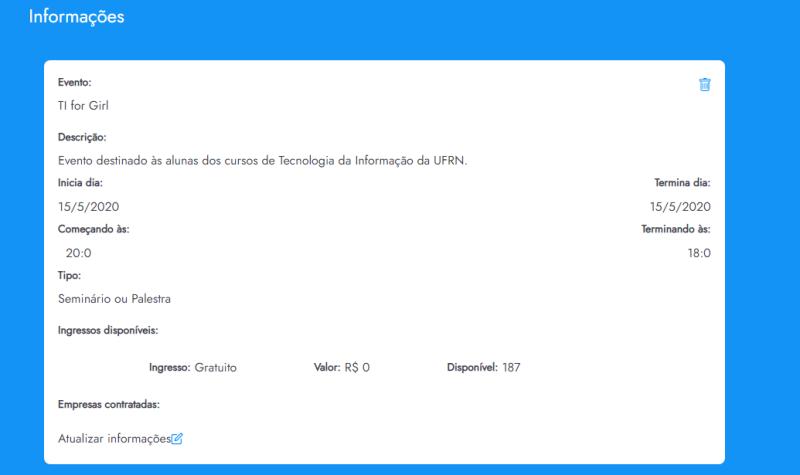 Informações
Evento:
TI for Girl
Descrição:
Evento destinado às alunas dos cursos de Tecnologia da Informação da UFRN.
Inicia dia: Termina dia:
15/5/2020 15/5/2020
Começando às: Terminando às:
20:0 18:0
Tipo:
Seminário ou Palestra
Ingressos disponíveis:
Ingresso: Gratuito Valor: R$ 0 Disponível: 187
Empresas contratadas:
Atualizar informações